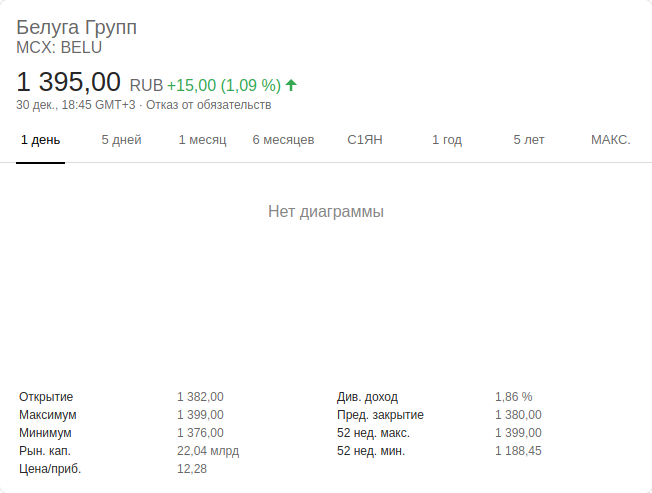 Белуга Групп
MCX: BELU
1 395,00 RUB +15,00 (1,09 %)
30 дек., 18:45 GMT+3 · Отказ от обязательств
1 день 5 дней 1 месяц 6 месяцев С1ЯН 1 год 5 лет МАКС.
Нет диаграммы
Открытие 1 382,00 Див. доход 1,86 %
Максимум 1 399,00 Пред. закрытие 1 380,00
Минимум 1 376,00 52 нед. макс. 1 399,00
Рын. кап. 22,04 млрд 52 нед. мин. 1 188,45
Цена/приб. 12,28